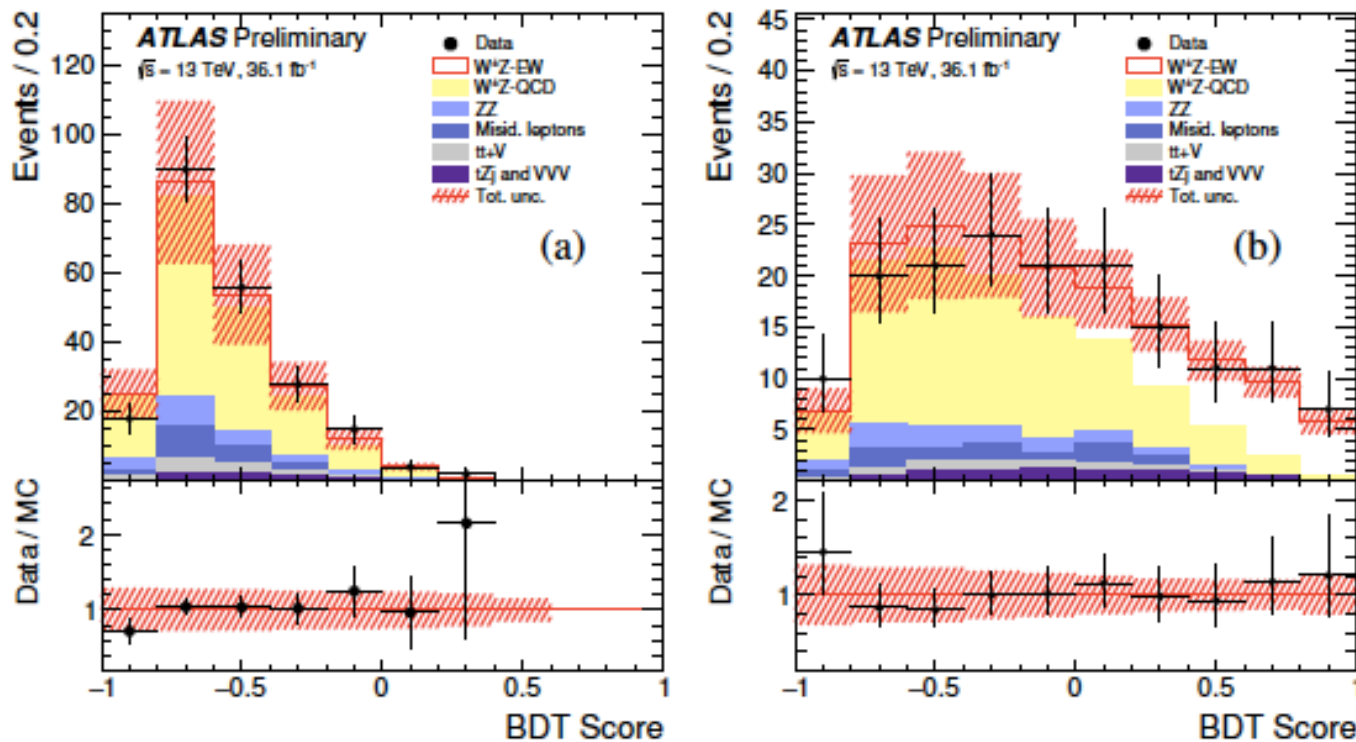 ATLAS Preliminary
√s = 13 TeV, 36.1 fb⁻¹
Data
W±Z-EW
W±Z-QCD
ZZ
Misid. leptons
tt+V
tZj and VVV
Tot. unc.
(a)
Events / 0.2
120
100
80
60
40
20
Data / MC
2
1
−1
−0.5
0
0.5
BDT Score
ATLAS Preliminary
√s = 13 TeV, 36.1 fb⁻¹
Data
W±Z-EW
W±Z-QCD
ZZ
Misid. leptons
tt+V
tZj and VVV
Tot. unc.
(b)
Events / 0.2
45
40
35
30
25
20
15
10
5
Data / MC
2
1
−1
−0.5
0
0.5
1
BDT Score